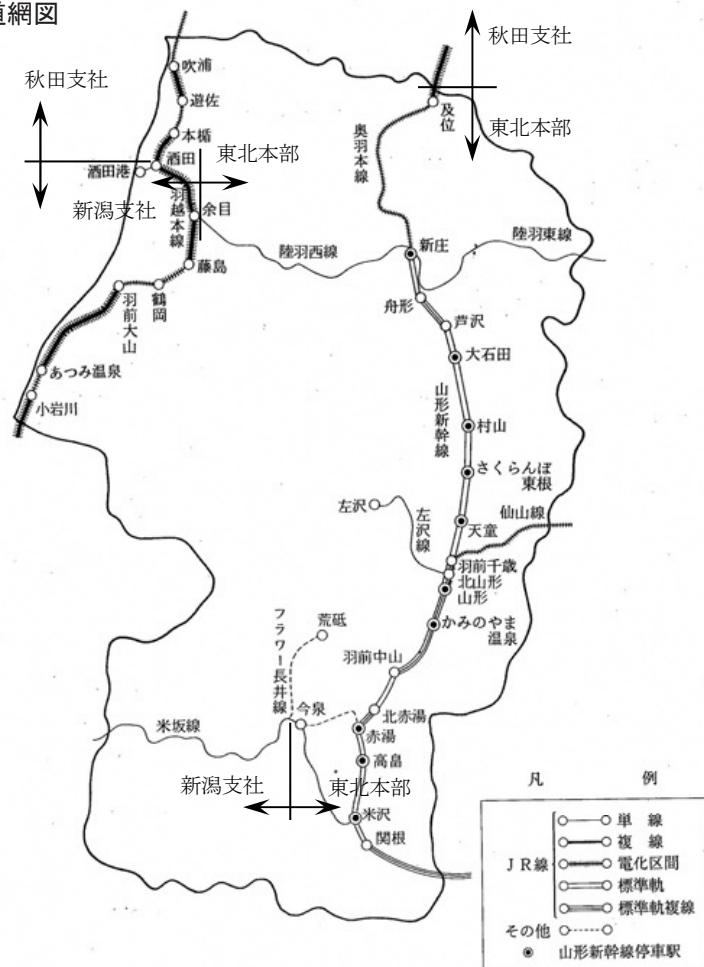 道網図
秋田支社
秋田支社
東北本部
吹浦
遊佐
本楯
酒田
酒田港
東北本部
新潟支社
羽越本線
余目
藤島
鶴岡
羽前大山
あつみ温泉
小岩川
及位
奥羽本線
陸羽西線
新庄
陸羽東線
舟形
芦沢
大石田
山形新幹線
村山
さくらんぼ
東根
天童
仙山線
左沢
左沢線
羽前千歳
北山形
山形
かみのやま
温泉
羽前中山
荒砥
フラワー長井線
北赤湯
今泉
赤湯
米坂線
高畠
新潟支社
東北本部
米沢
関根
凡 例
JR線
単線
複線
電化区間
標準軌
標準軌複線
その他
山形新幹線停車駅